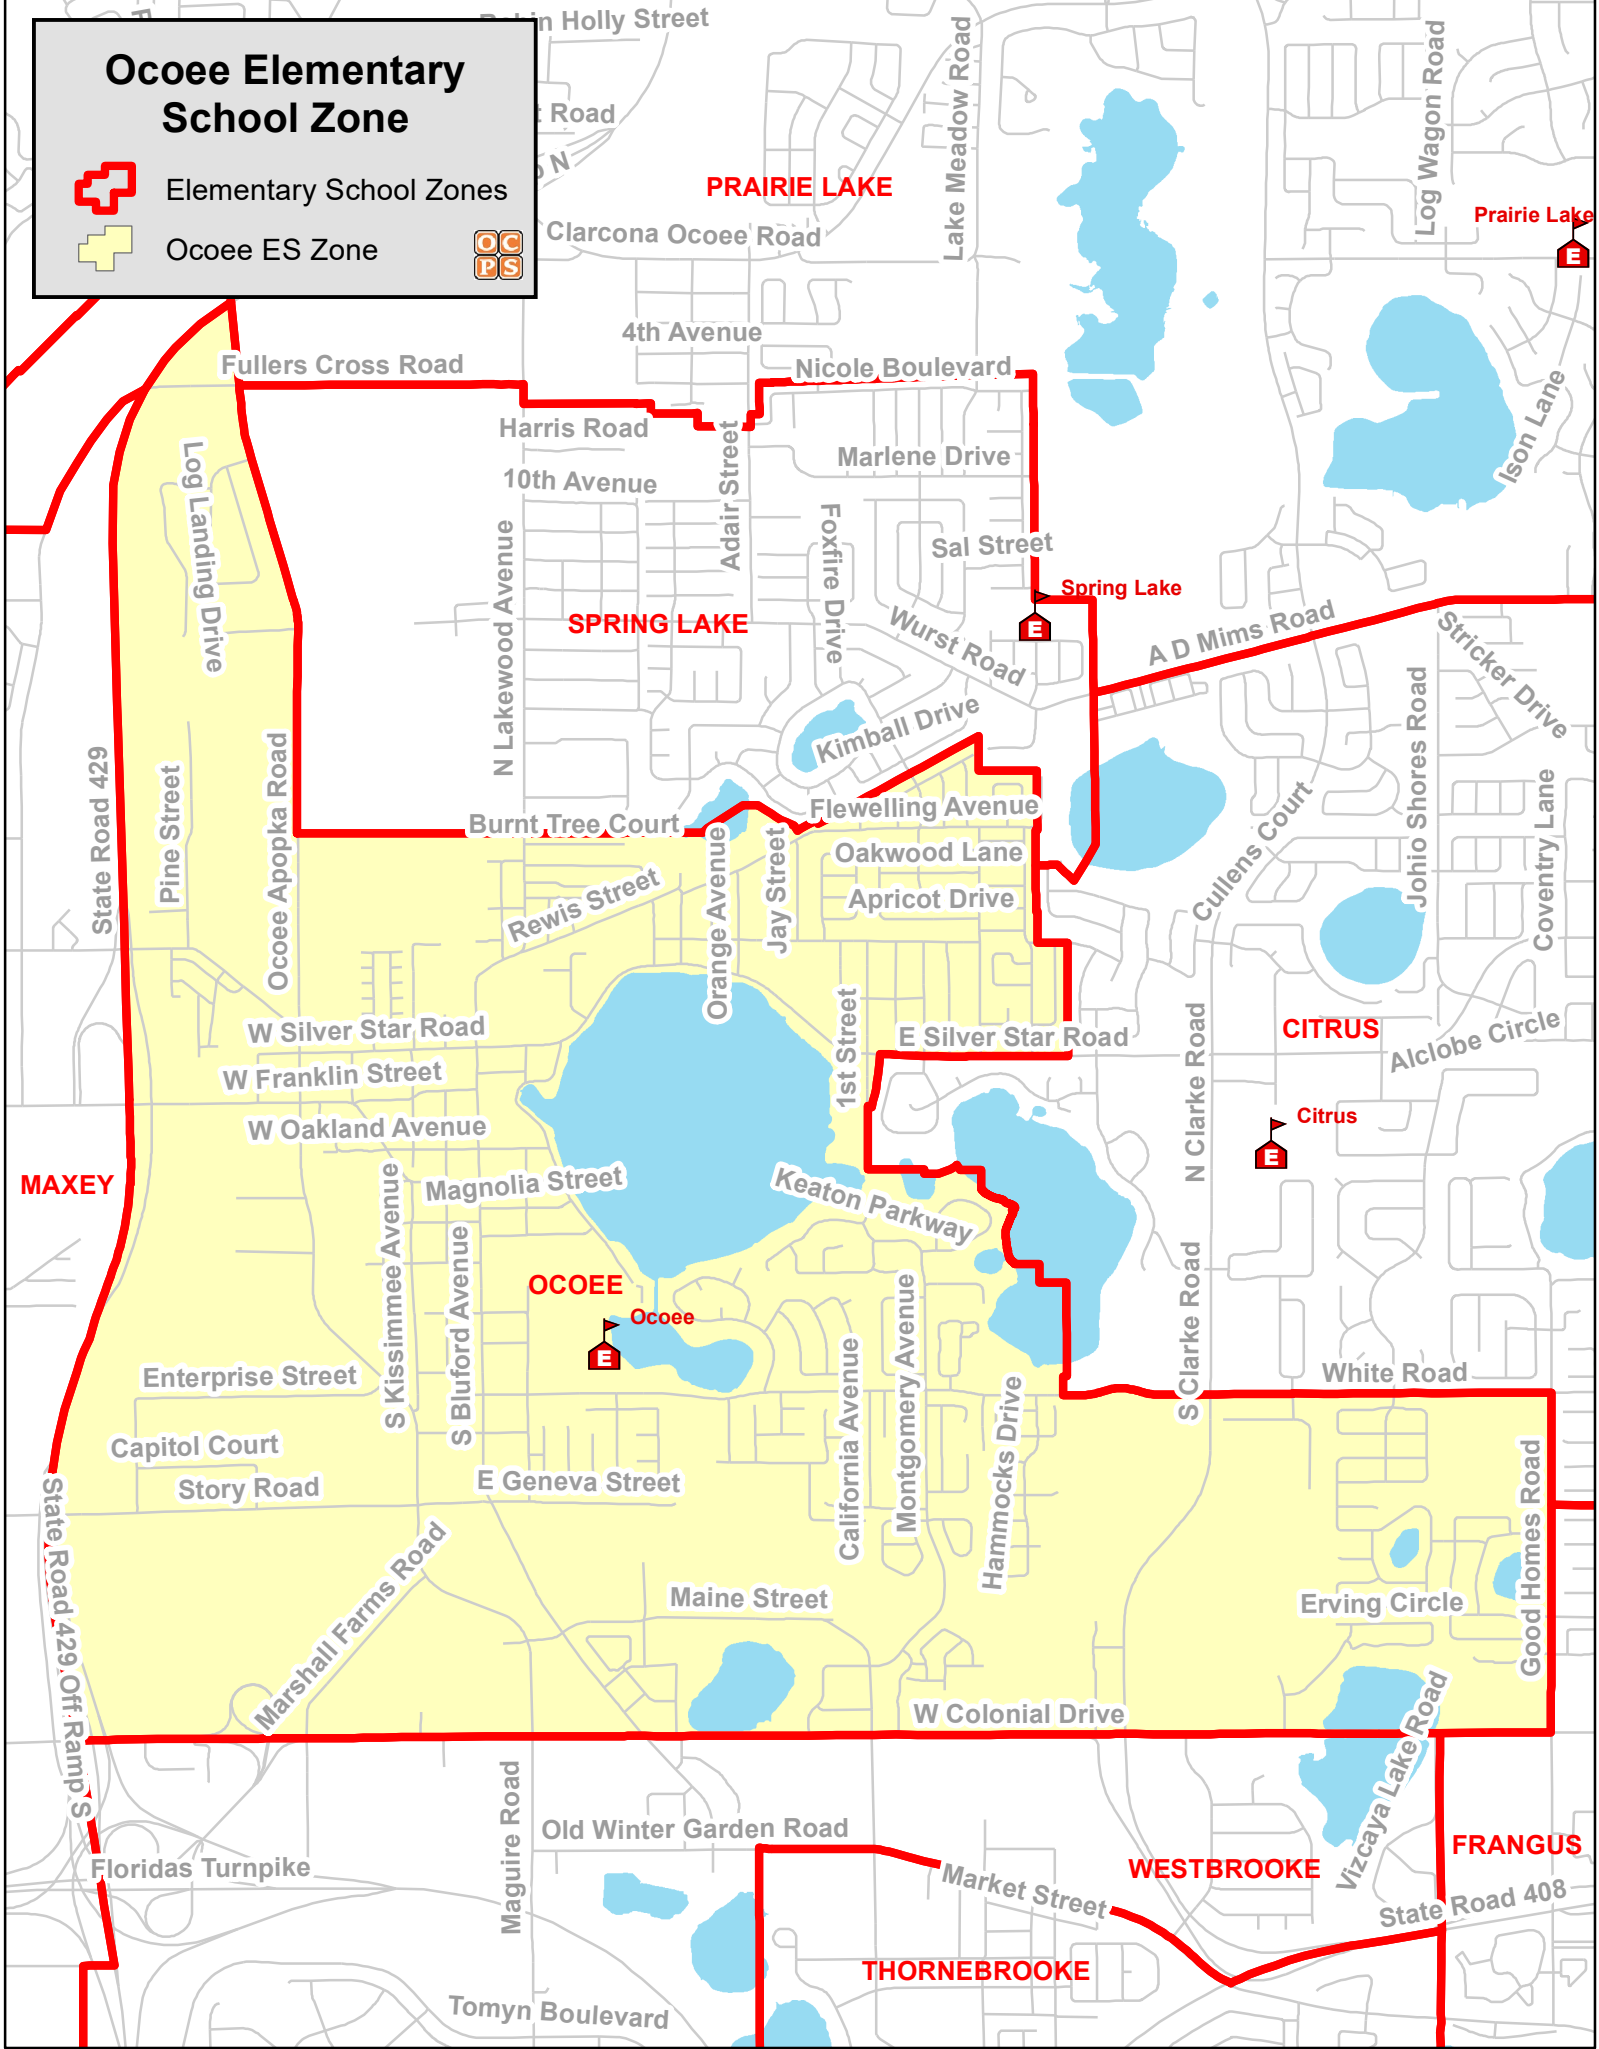 Ocoee Elementary
School Zone
Elementary School Zones
Ocoee ES Zone
O C
P S
Holly Street
Road
N
Clarcona Ocoee Road
PRAIRIE LAKE
Lake Meadow Road
Log Wagon Road
Prairie Lake
E
4th Avenue
Fullers Cross Road
Nicole Boulevard
Harris Road
Marlene Drive
10th Avenue
Adair Street
Ison Lane
Log Landing Drive
N Lakewood Avenue
Foxfire Drive
Sal Street
Spring Lake
E
SPRING LAKE
Wurst Road
A D Mims Road
Stricker Drive
Kimball Drive
Johio Shores Road
State Road 429
Pine Street
Ocoee Apopka Road
Burnt Tree Court
Flewelling Avenue
Oakwood Lane
Apricot Drive
Cullens Court
Coventry Lane
Rewis Street
Orange Avenue
Jay Street
W Silver Star Road
1st Street
E Silver Star Road
N Clarke Road
CITRUS
Alclobe Circle
W Franklin Street
W Oakland Avenue
Citrus
E
MAXEY
Magnolia Street
Keaton Parkway
S Kissimmee Avenue
S Bluford Avenue
OCOEE
Ocoee
E
Montgomery Avenue
California Avenue
S Clarke Road
Enterprise Street
White Road
Hammocks Drive
Capitol Court
Story Road
E Geneva Street
Good Homes Road
State Road 429 Off Ramp S
Marshall Farms Road
Maine Street
Erving Circle
W Colonial Drive
Vizcaya Lake Road
Maguire Road
Old Winter Garden Road
Floridas Turnpike
Market Street
WESTBROOKE
FRANGUS
State Road 408
THORNEBROOKE
Tomyn Boulevard